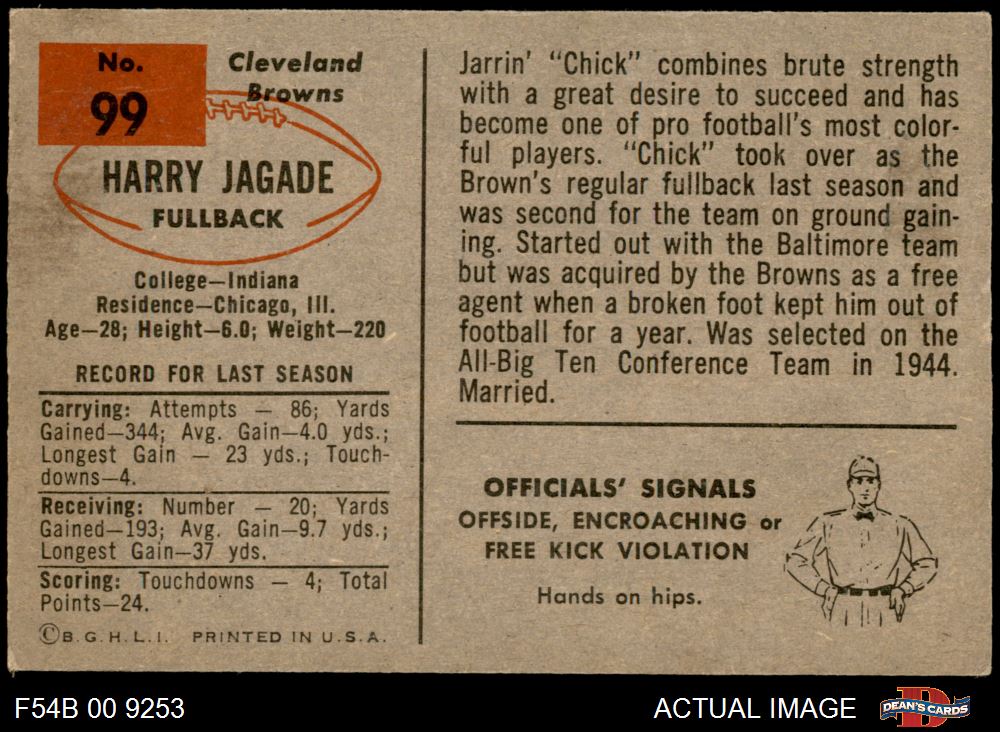 No.
99
Cleveland
Browns
HARRY JAGADE
FULLBACK
College—Indiana
Residence—Chicago, Ill.
Age—28; Height—6.0; Weight—220
RECORD FOR LAST SEASON
Carrying: Attempts — 86; Yards
Gained—344; Avg. Gain—4.0 yds.;
Longest Gain — 23 yds.; Touch-
downs—4.
Receiving: Number — 20; Yards
Gained—193; Avg. Gain—9.7 yds.;
Longest Gain—37 yds.
Scoring: Touchdowns — 4; Total
Points—24.
©B.G.H.L.I. PRINTED IN U.S.A.
Jarrin' "Chick" combines brute strength
with a great desire to succeed and has
become one of pro football's most color-
ful players. "Chick" took over as the
Brown's regular fullback last season and
was second for the team on ground gain-
ing. Started out with the Baltimore team
but was acquired by the Browns as a free
agent when a broken foot kept him out of
football for a year. Was selected on the
All-Big Ten Conference Team in 1944.
Married.
OFFICIALS' SIGNALS
OFFSIDE, ENCROACHING or
FREE KICK VIOLATION
Hands on hips.
F54B 00 9253
ACTUAL IMAGE
D
DEAN'S CARDS